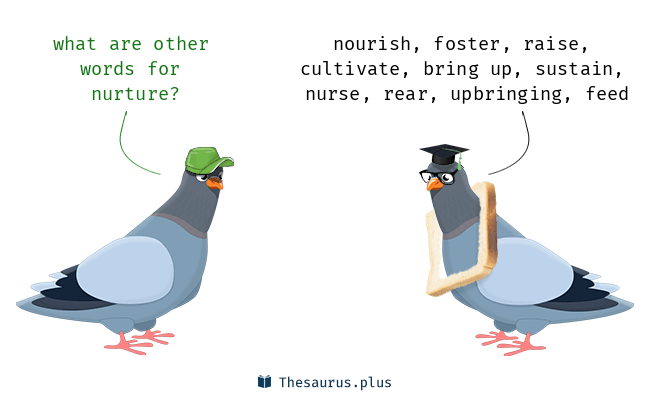 what are other
words for
nurture?
nourish, foster, raise,
cultivate, bring up, sustain,
nurse, rear, upbringing, feed
Thesaurus.plus